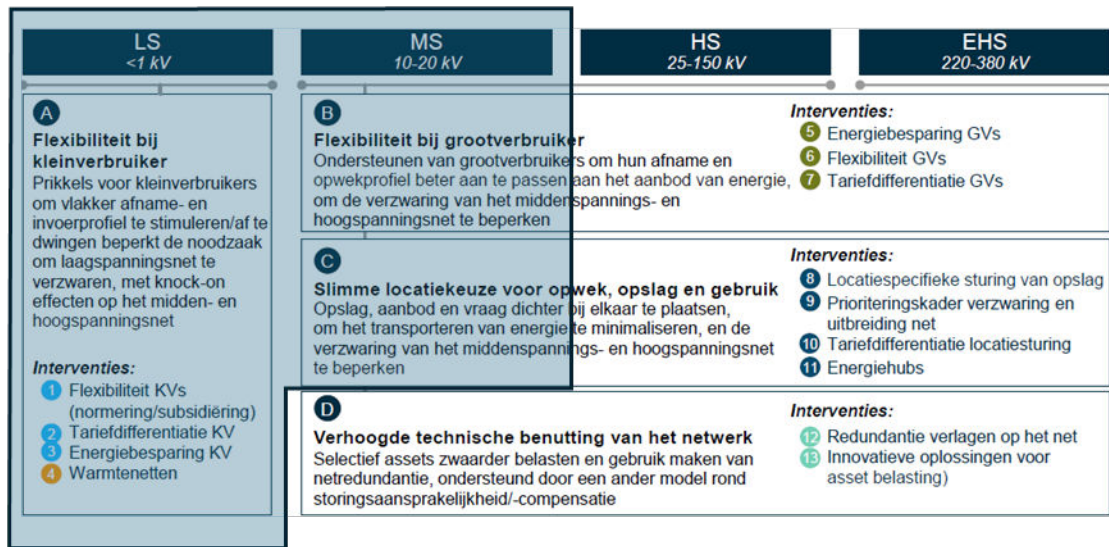 LS
<1 kV
MS
10-20 kV
HS
25-150 kV
EHS
220-380 kV
A
Flexibiliteit bij
kleinverbruiker
Prikkels voor kleinverbruikers
om vlakker afname- en
invoerprofiel te stimuleren/af te
dwingen beperkt de noodzaak
om laagspanningsnet te
verzwaren, met knock-on
effecten op het midden- en
hoogspanningsnet
Interventies:
1 Flexibiliteit KVs
(normering/subsidiëring)
2 Tariefdifferentiatie KV
3 Energiebesparing KV
4 Warmtenetten
B
Flexibiliteit bij grootverbruiker
Ondersteunen van grootverbruikers om hun afname en
opwekprofiel beter aan te passen aan het aanbod van energie,
om de verzwaring van het middenspannings- en
hoogspanningsnet te beperken
Interventies:
5 Energiebesparing GVs
6 Flexibiliteit GVs
7 Tariefdifferentiatie GVs
C
Slimme locatiekeuze voor opwek, opslag en gebruik
Opslag, aanbod en vraag dichter bij elkaar te plaatsen,
om het transporteren van energie te minimaliseren, en de
verzwaring van het middenspannings- en hoogspanningsnet
te beperken
Interventies:
8 Locatiespecifieke sturing van opslag
9 Prioriteringskader verzwaring en
uitbreiding net
10 Tariefdifferentiatie locatiesturing
11 Energiehubs
D
Verhoogde technische benutting van het netwerk
Selectief assets zwaarder belasten en gebruik maken van
netredundantie, ondersteund door een ander model rond
storingsaansprakelijkheid/-compensatie
Interventies:
12 Redundantie verlagen op het net
13 Innovatieve oplossingen voor
asset belasting)